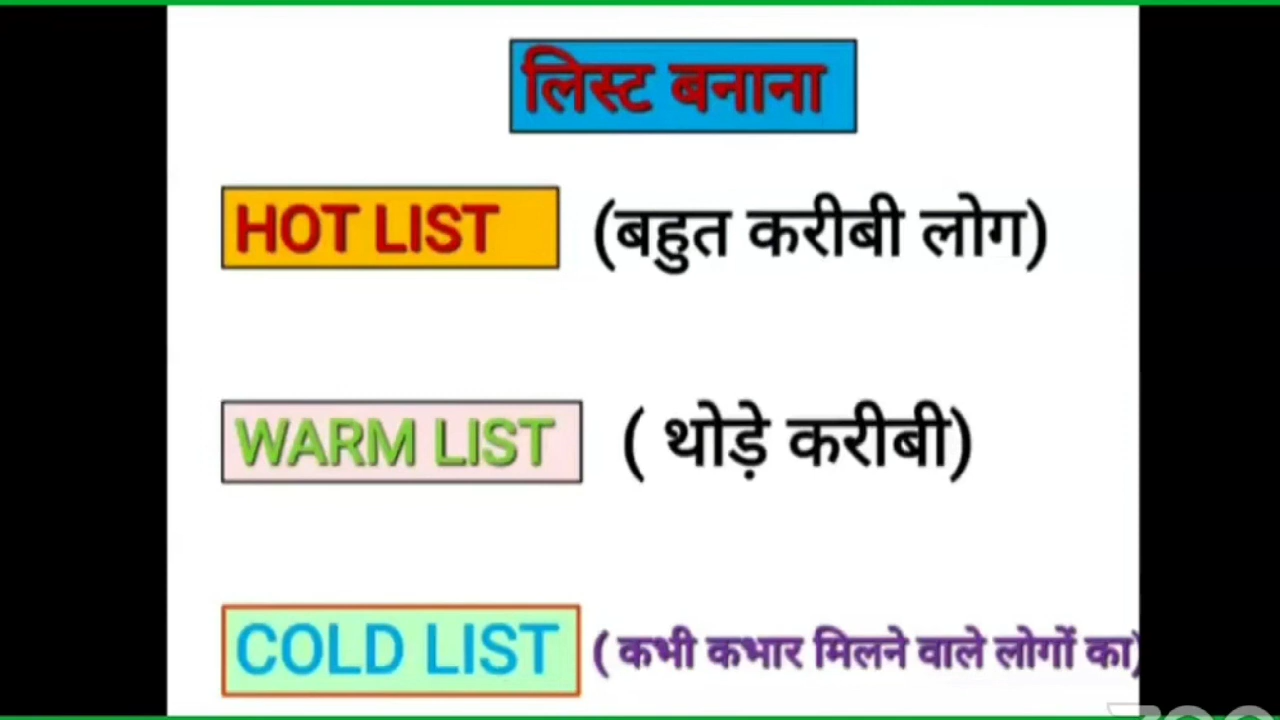 लिस्ट बनाना
HOT LIST (बहुत करीबी लोग)
WARM LIST ( थोड़े करीबी)
COLD LIST ( कभी कभार मिलने वाले लोगों का)